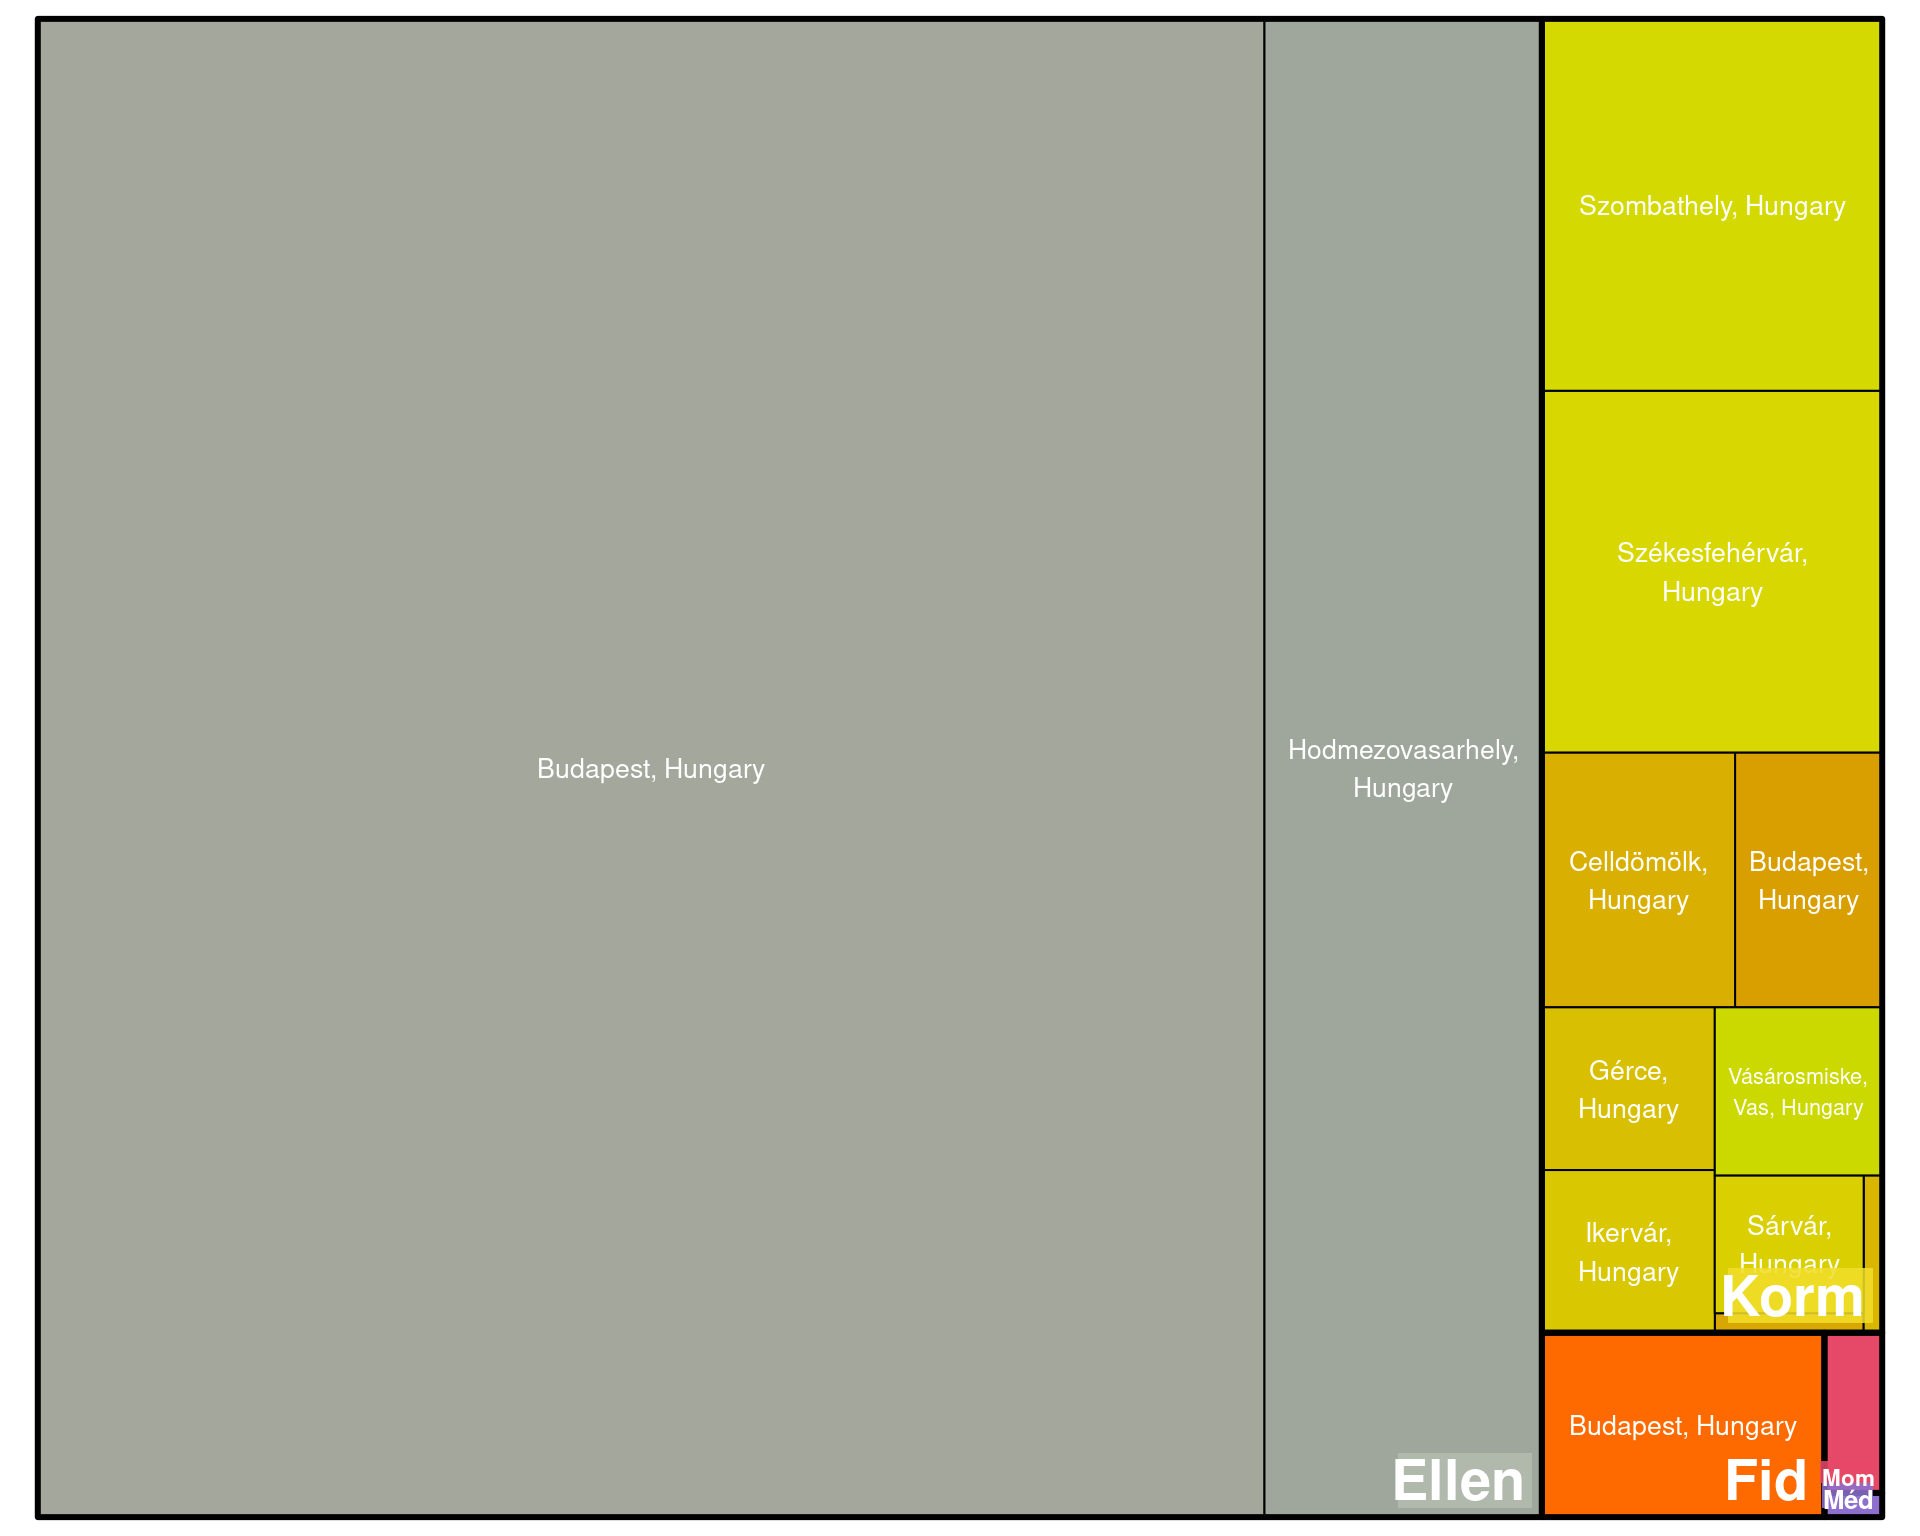 Budapest, Hungary
Hodmezovasarhely,
Hungary
Ellen
Szombathely, Hungary
Székesfehérvár,
Hungary
Celldömölk,
Hungary
Budapest,
Hungary
Gérce,
Hungary
Vásárosmiske,
Vas, Hungary
Ikervár,
Hungary
Sárvár,
Hungary
Korm
Budapest, Hungary
Fid
Mom
Méd